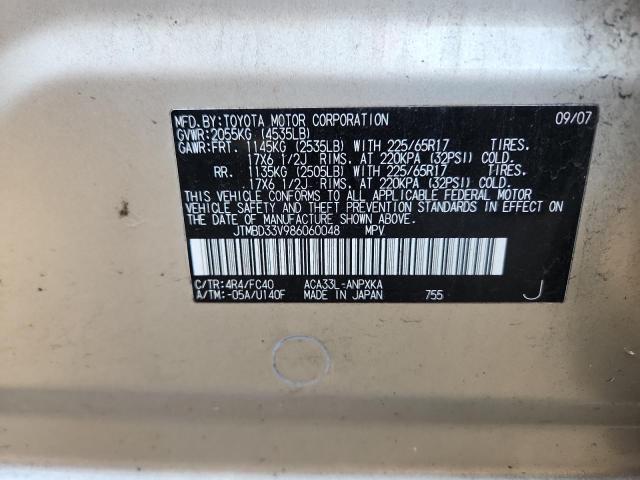 MFD.BY:TOYOTA MOTOR CORPORATION 09/07
GVWR:2055KG (4535LB)
GAWR:FRT. 1145KG (2535LB) WITH 225/65R17 TIRES.
17X6 1/2J RIMS. AT 220KPA (32PSI) COLD.
RR. 1135KG (2505LB) WITH 225/65R17 TIRES.
17X6 1/2J RIMS. AT 220KPA (32PSI) COLD.
THIS VEHICLE CONFORMS TO ALL APPLICABLE FEDERAL MOTOR
VEHICLE SAFETY AND THEFT PREVENTION STANDARDS IN EFFECT ON
THE DATE OF MANUFACTURE SHOWN ABOVE.
JTMBD33V986060048 MPV
C/TR:4R4/FC40 ACA33L-ANPXKA
A/TM:-05A/U140F MADE IN JAPAN 755 J